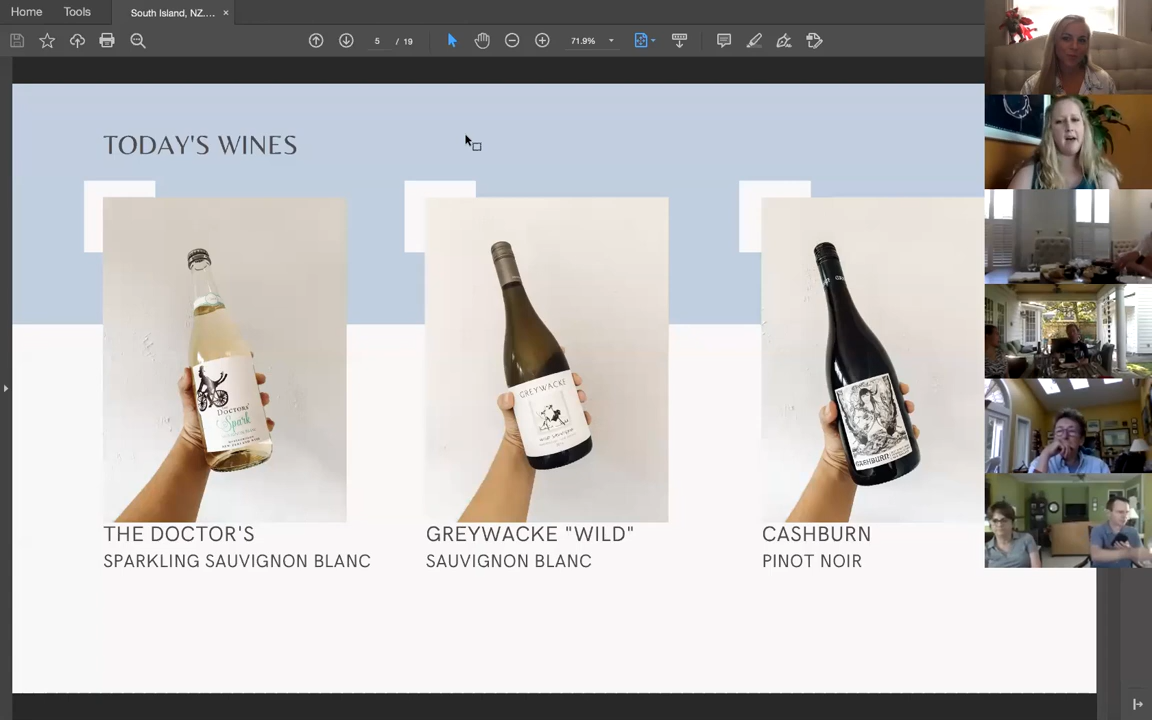 Home
Tools
South Island, NZ....
×
5
/ 19
71.9%
TODAY'S WINES
DOCTORS'
Spark
GREYWACKE
CASHBURN
THE DOCTOR'S
SPARKLING SAUVIGNON BLANC
GREYWACKE "WILD"
SAUVIGNON BLANC
CASHBURN
PINOT NOIR